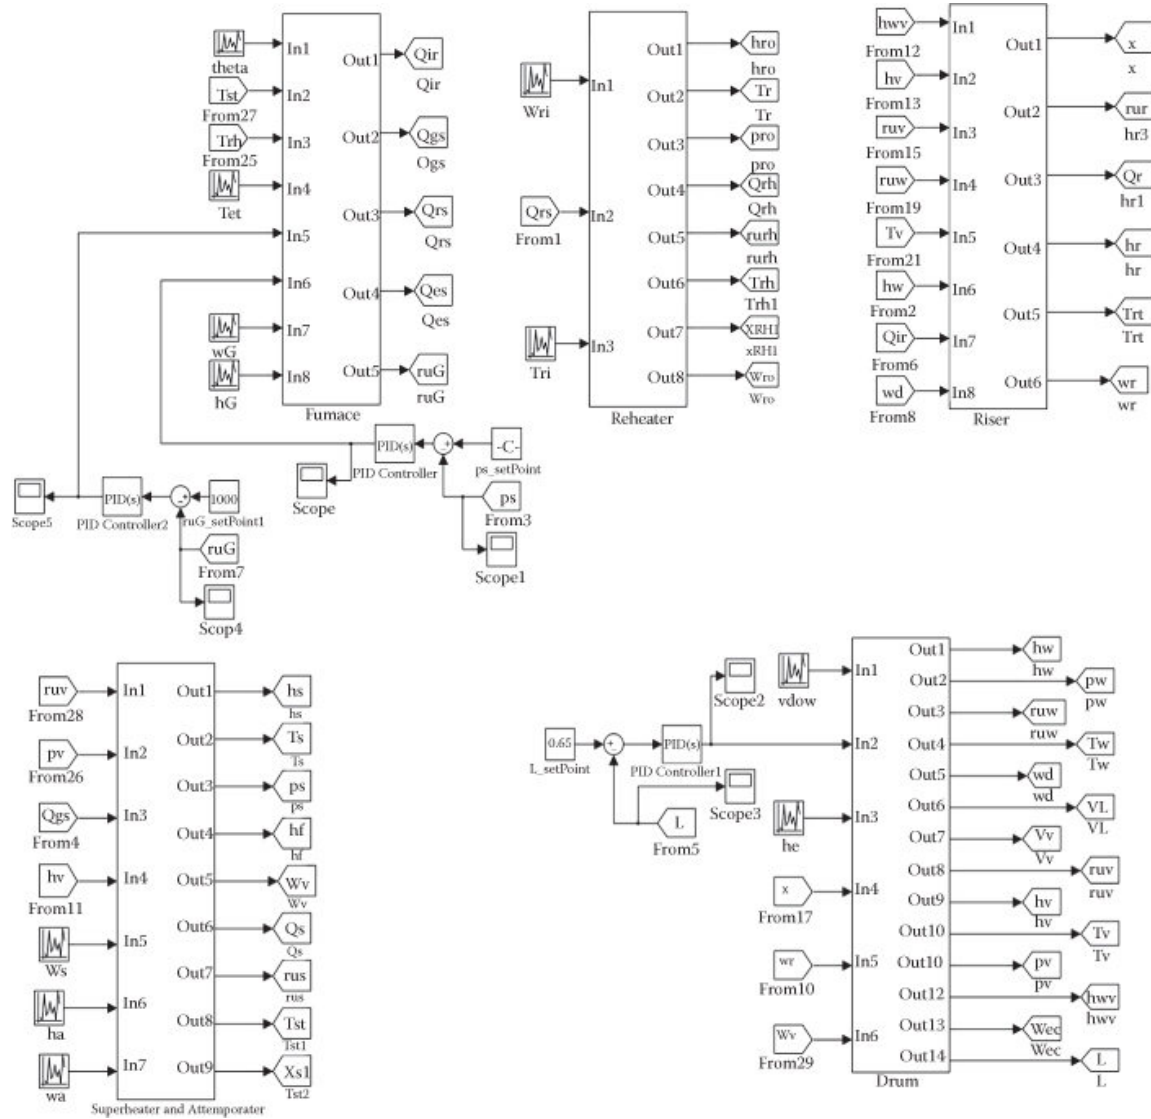 theta
In1
Out1
Qir
Qir
Tst
From27
In2
Trh
From25
In3
Out2
Qgs
Ogs
Tet
In4
In5
Out3
Qrs
Qrs
In6
Out4
Qes
Qes
wG
In7
hG
In8
Out5
ruG
ruG
Fumace
PID(s)
PID Controller
-C-
ps_setPoint
+
-
Scope
ps
From3
Scope1
Scope5
PID(s)
PID Controller2
1000
ruG_setPoint1
+
-
ruG
From7
Scop4
Wri
In1
Qrs
From1
In2
Tri
In3
Out1
hro
hro
Out2
Tr
Tr
Out3
pro
pro
Out4
Qrh
Qrh
Out5
rurh
rurh
Out6
Trh
Trh1
Out7
XRH1
xRH1
Out8
Wro
Wro
Reheater
hwv
From12
In1
hv
From13
In2
ruv
From15
In3
ruw
From19
In4
Tv
From21
In5
hw
From2
In6
Qir
From6
In7
wd
From8
In8
Out1
x
x
Out2
rur
hr3
Out3
Qr
hr1
Out4
hr
hr
Out5
Trt
Trt
Out6
wr
wr
Riser
ruv
From28
In1
pv
From26
In2
Qgs
From4
In3
hv
From11
In4
Ws
In5
ha
In6
wa
In7
Out1
hs
hs
Out2
Ts
Ts
Out3
ps
ps
Out4
hf
hf
Out5
Wv
Wv
Out6
Qs
Qs
Out7
rus
rus
Out8
Tst
Tst1
Out9
Xs1
Tst2
Superheater and Attemporater
0.65
L_setPoint
+
-
PID(s)
PID Controller1
Scope2
Scope3
L
From5
vdow
In1
In2
he
In3
x
From17
In4
wr
From10
In5
Wv
From29
In6
Out1
hw
hw
Out2
pw
pw
Out3
ruw
ruw
Out4
Tw
Tw
Out5
wd
wd
Out6
VL
VL
Out7
Vv
Vv
Out8
ruv
ruv
Out9
hv
hv
Out10
Tv
Tv
Out10
pv
pv
Out12
hwv
hwv
Out13
Wec
Wec
Out14
L
L
Drum